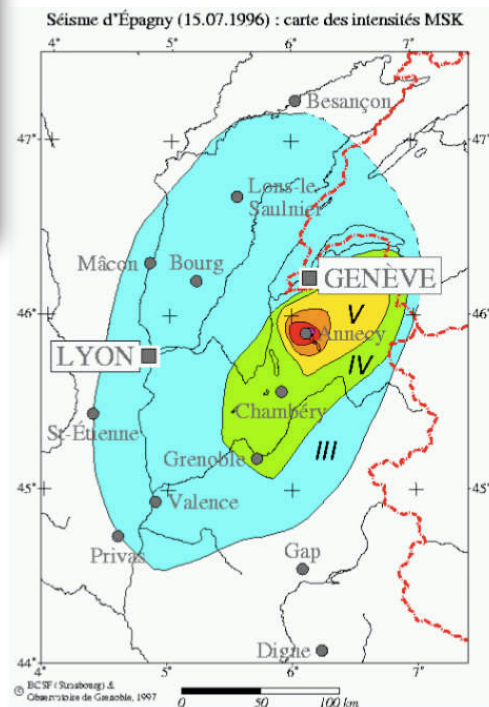 Séisme d'Épagny (15.07.1996) : carte des intensités MSK
4° 5° 6° 7°
Besançon
47° 47°
Lons-le
Saulnier
Mâcon Bourg
GENÈVE
46° 46°
V
Annecy
LYON
IV
Chambéry
St-Étienne
III
Grenoble
45° 45°
Valence
Privas
Gap
Digne
44° 44°
4° 5° 6° 7°
© BCSF (Strasbourg) &
Observatoire de Grenoble, 1997
0 50 100 km